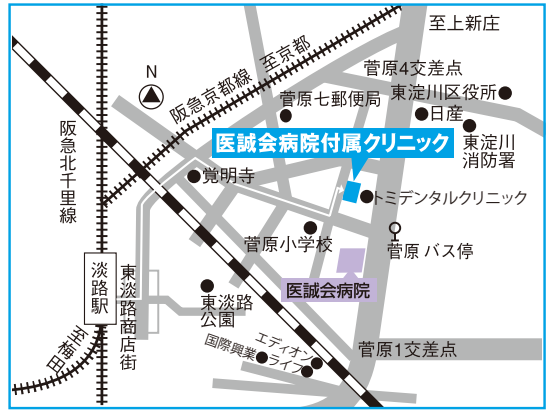 至上新庄
N
阪急京都線 至京都
菅原4交差点
東淀川区役所
菅原七郵便局
日産
東淀川
消防署
医誠会病院付属クリニック
阪急北千里線
覚明寺
トミデンタルクリニック
菅原小学校
菅原 バス停
淡路駅
東淡路商店街
医誠会病院
東淡路
公園
至梅田
エディオン
国際興業
ライフ
菅原1交差点